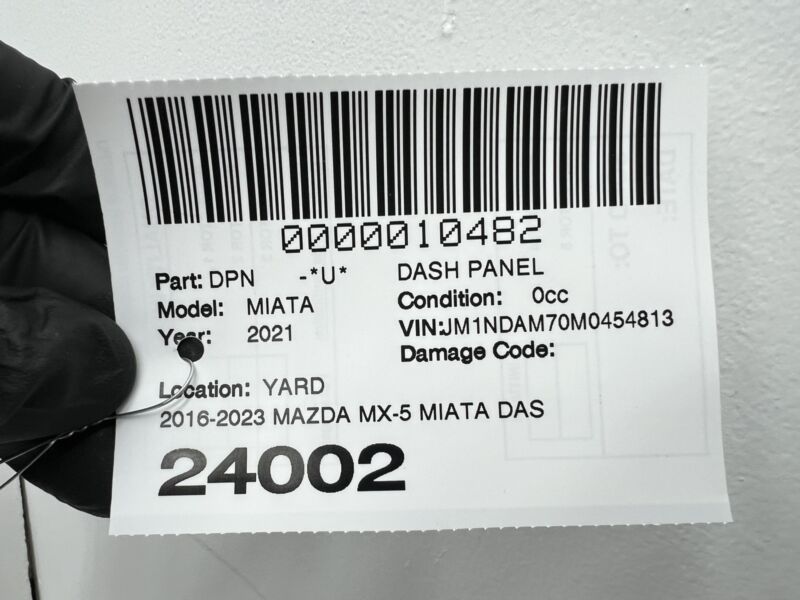 0000010482
Part: DPN -*U* DASH PANEL
Model: MIATA Condition: 0cc
Year: 2021 VIN:JM1NDAM70M0454813
Damage Code:
Location: YARD
2016-2023 MAZDA MX-5 MIATA DAS
24002